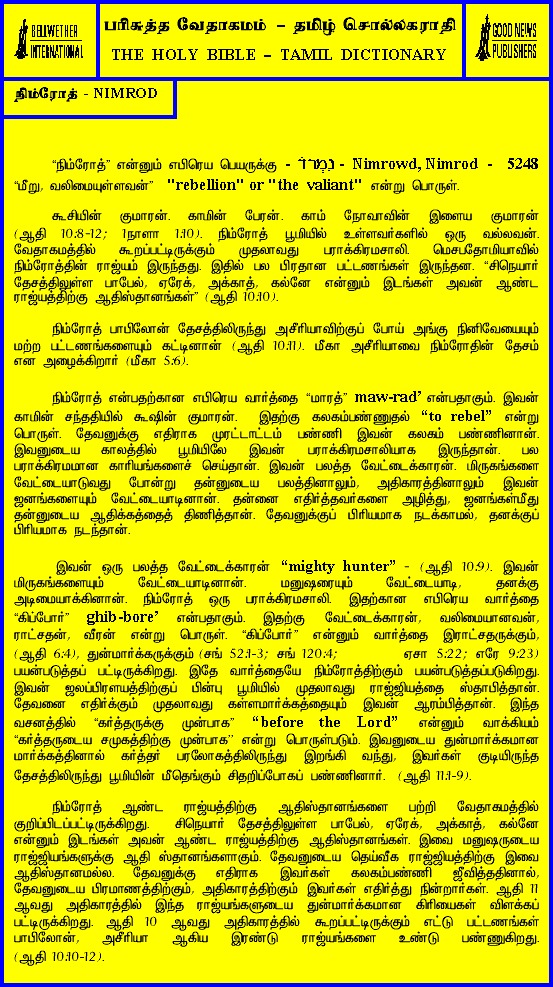 BELLWETHER
INTERNATIONAL
பரிசுத்த வேதாகமம் – தமிழ் சொல்லகராதி
THE HOLY BIBLE – TAMIL DICTIONARY
GOOD NEWS
PUBLISHERS
நிம்ரோத் - NIMROD
“நிம்ரோத்” என்னும் எபிரெய பெயருக்கு - נִמְרוֹד - Nimrowd, Nimrod - 5248
“மீறு, வலிமையுள்ளவன்” "rebellion" or "the valiant" என்று பொருள்.
கூசியின் குமாரன். காமின் பேரன். காம் நோவாவின் இளைய குமாரன்
(ஆதி 10:8-12; 1நாளா 1:10). நிம்ரோத் பூமியில் உள்ளவர்களில் ஒரு வல்லவன்.
வேதாகமத்தில் கூறப்பட்டிருக்கும் முதலாவது பராக்கிரமசாலி. மெசபதோமியாவில்
நிம்ரோத்தின் ராஜ்யம் இருந்தது. இதில் பல பிரதான பட்டணங்கள் இருந்தன. “சிநெயார்
தேசத்திலுள்ள பாபேல், ஏரேக், அக்காத், கல்னே என்னும் இடங்கள் அவன் ஆண்ட
ராஜ்யத்திற்கு ஆதிஸ்தானங்கள்” (ஆதி 10:10).
நிம்ரோத் பாபிலோன் தேசத்திலிருந்து அசீரியாவிற்குப் போய் அங்கு நினிவேயையும்
மற்ற பட்டணங்களையும் கட்டினான் (ஆதி 10:11). மீகா அசீரியாவை நிம்ரோதின் தேசம்
என அழைக்கிறார் (மீகா 5:6).
நிம்ரோத் என்பதற்கான எபிரெய வார்த்தை “மாரத்” maw-rad’ என்பதாகும். இவன்
காமின் சந்ததியில் கூஷின் குமாரன். இதற்கு கலகம்பண்ணுதல் “to rebel” என்று
பொருள். தேவனுக்கு எதிராக முரட்டாட்டம் பண்ணி இவன் கலகம் பண்ணினான்.
இவனுடைய காலத்தில் பூமியிலே இவன் பராக்கிரமசாலியாக இருந்தான். பல
பராக்கிரமமான காரியங்களைச் செய்தான். இவன் பலத்த வேட்டைக்காரன். மிருகங்களை
வேட்டையாடுவது போன்று தன்னுடைய பலத்தினாலும், அதிகாரத்தினாலும் இவன்
ஜனங்களையும் வேட்டையாடினான். தன்னை எதிர்த்தவர்களை அழித்து, ஜனங்கள்மீது
தன்னுடைய ஆதிக்கத்தைத் திணித்தான். தேவனுக்குப் பிரியமாக நடக்காமல், தனக்குப்
பிரியமாக நடந்தான்.
இவன் ஒரு பலத்த வேட்டைக்காரன் “mighty hunter” - (ஆதி 10:9). இவன்
மிருகங்களையும் வேட்டையாடினான். மனுஷரையும் வேட்டையாடி, தனக்கு
அடிமையாக்கினான். நிம்ரோத் ஒரு பராக்கிரமசாலி. இதற்கான எபிரெய வார்த்தை
“கிப்போர்” ghib-bore’ என்பதாகும். இதற்கு வேட்டைக்காரன், வலிமையானவன்,
ராட்சதன், வீரன் என்று பொருள். “கிப்போர்” என்னும் வார்த்தை இராட்சதருக்கும்,
(ஆதி 6:4), துன்மார்க்கருக்கும் (சங் 52:1-3; சங் 120:4; ஏசா 5:22; எரே 9:23)
பயன்படுத்தப் பட்டிருக்கிறது. இதே வார்த்தையே நிம்ரோத்திற்கும் பயன்படுத்தப்படுகிறது.
இவன் ஜலப்பிரளயத்திற்குப் பின்பு பூமியில் முதலாவது ராஜ்ஜியத்தை ஸ்தாபித்தான்.
தேவனை எதிர்க்கும் முதலாவது கள்ளமார்க்கத்தையும் இவன் ஆரம்பித்தான். இந்த
வசனத்தில் “கர்த்தருக்கு முன்பாக” “before the Lord” என்னும் வாக்கியம்
“கர்த்தருடைய சமுகத்திற்கு முன்பாக” என்று பொருள்படும். இவனுடைய துன்மார்க்கமான
மார்க்கத்தினால் கர்த்தர் பரலோகத்திலிருந்து இறங்கி வந்து, இவர்கள் குடியிருந்த
தேசத்திலிருந்து பூமியின் மீதெங்கும் சிதறிப்போகப் பண்ணினார். (ஆதி 11:1-9).
நிம்ரோத் ஆண்ட ராஜ்யத்திற்கு ஆதிஸ்தானங்களை பற்றி வேதாகமத்தில்
குறிப்பிடப்பட்டிருக்கிறது. சிநெயார் தேசத்திலுள்ள பாபேல், ஏரேக், அக்காத், கல்னே
என்னும் இடங்கள் அவன் ஆண்ட ராஜ்யத்திற்கு ஆதிஸ்தானங்கள். இவை மனுஷருடைய
ராஜ்ஜியங்களுக்கு ஆதி ஸ்தானங்களாகும். தேவனுடைய தெய்வீக ராஜ்ஜியத்திற்கு இவை
ஆதிஸ்தானமல்ல. தேவனுக்கு எதிராக இவர்கள் கலகம்பண்ணி ஜீவித்ததினால்,
தேவனுடைய பிரமாணத்திற்கும், அதிகாரத்திற்கும் இவர்கள் எதிர்த்து நின்றார்கள். ஆதி 11
ஆவது அதிகாரத்தில் இந்த ராஜ்யங்களுடைய துன்மார்க்கமான கிரியைகள் விளக்கப்
பட்டிருக்கிறது. ஆதி 10 ஆவது அதிகாரத்தில் கூறப்பட்டிருக்கும் எட்டு பட்டணங்கள்
பாபிலோன், அசீரியா ஆகிய இரண்டு ராஜ்யங்களை உண்டு பண்ணுகிறது.
(ஆதி 10:10-12).